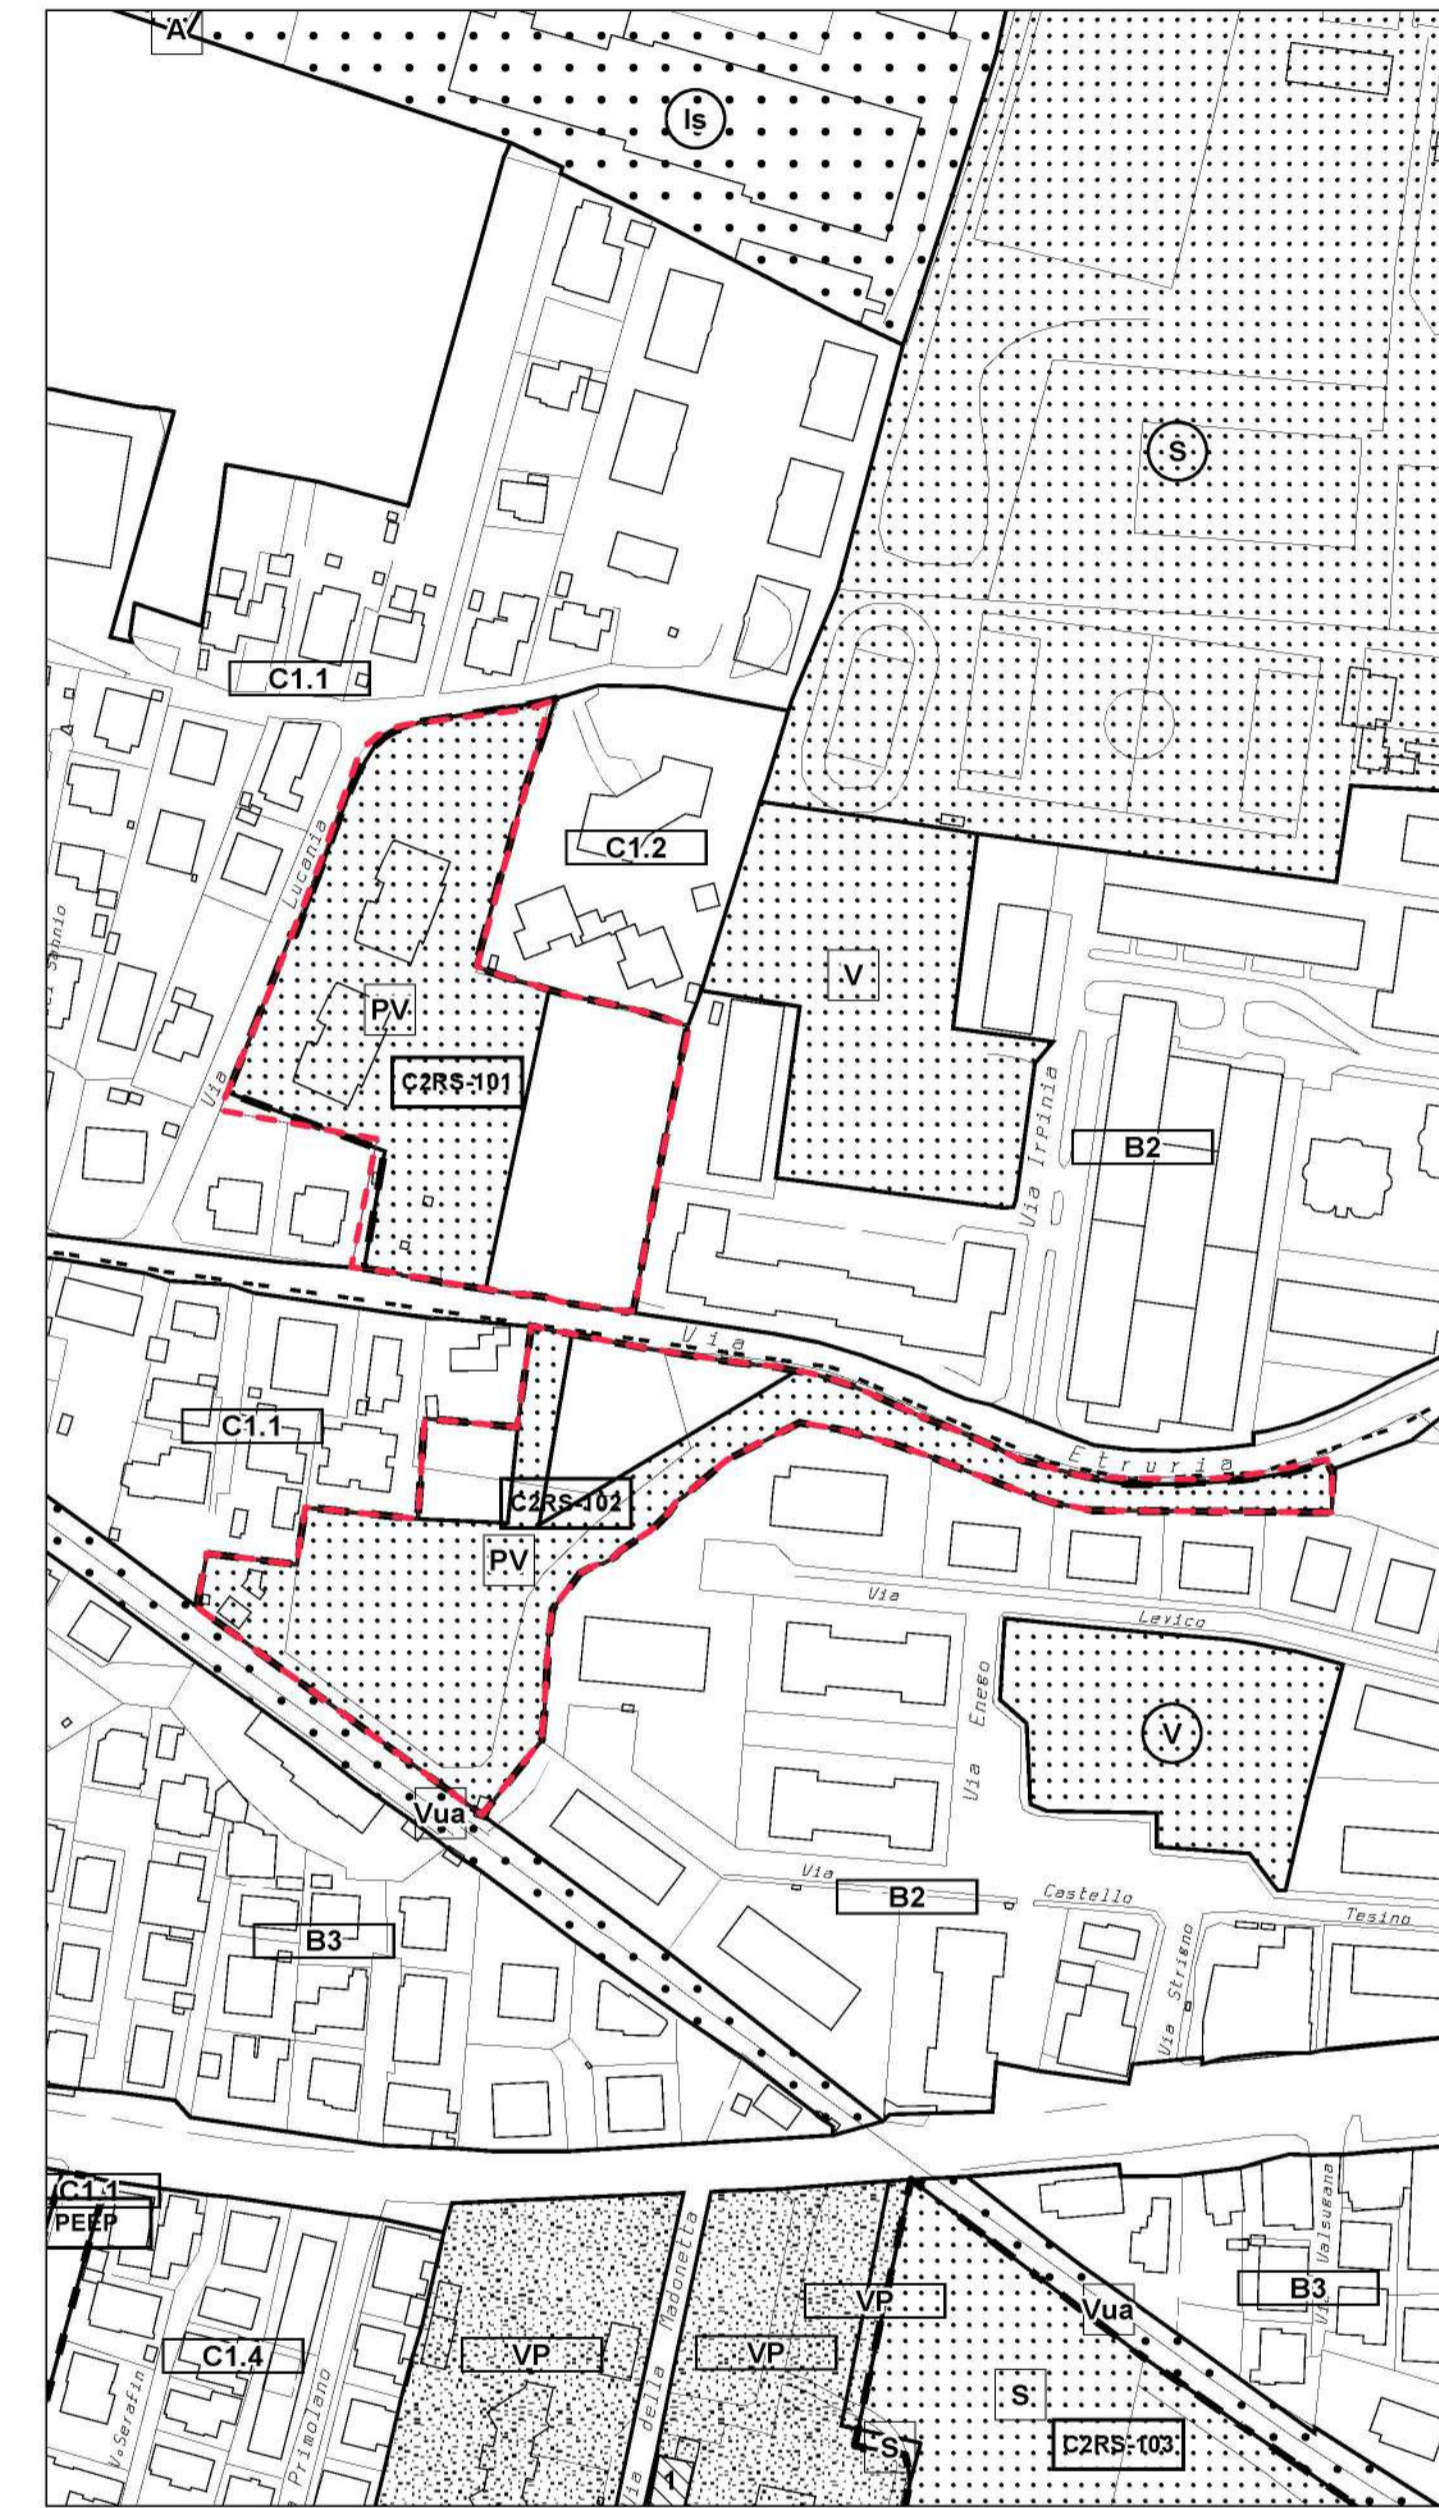 A
Is
S
C1.1
C1.2
Via Lucania
V
PV
C2RS-101
Via Irpinia
B2
Via Etruria
C1.1
C2RS-102
PV
Via Levico
Via Enego
V
Vua
Via Castello Tesino
B2
B3
Via Strigno
C1.1
PEEP
Via della Madonetta
Valsugana
VP
B3
Vua
C1.4
VP
VP
S
V.Serafin
Primolano
S
C2RS-103
1